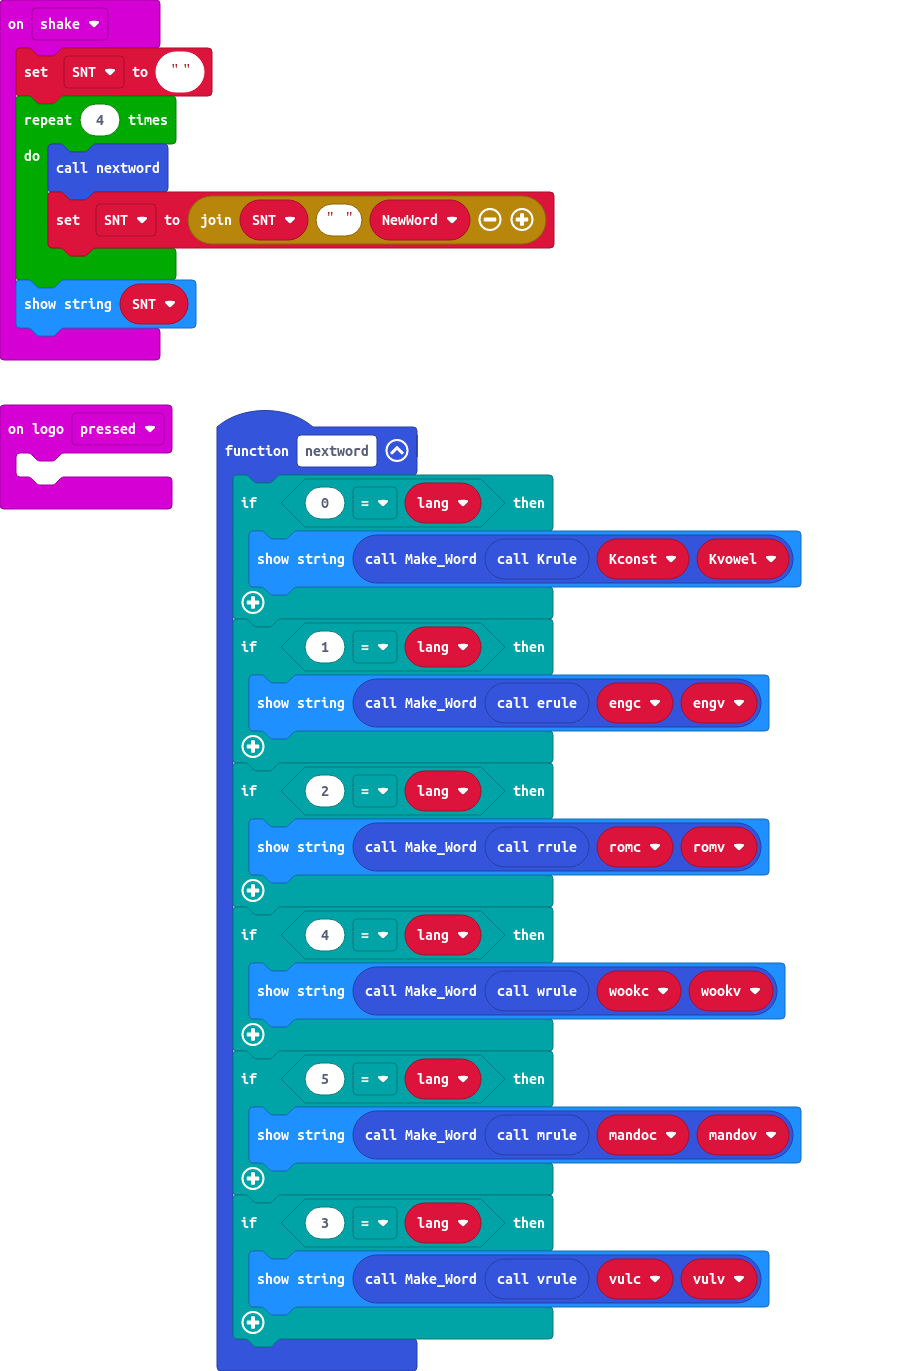 on shake
set SNT to " "
repeat 4 times
do
call nextword
set SNT to join SNT " " NewWord
show string SNT
on logo pressed
function nextword
if 0 = lang then
show string call Make_Word call Krule Kconst Kvowel
if 1 = lang then
show string call Make_Word call erule engc engv
if 2 = lang then
show string call Make_Word call rrule romc romv
if 4 = lang then
show string call Make_Word call wrule wookc wookv
if 5 = lang then
show string call Make_Word call mrule mandoc mandov
if 3 = lang then
show string call Make_Word call vrule vulc vulv